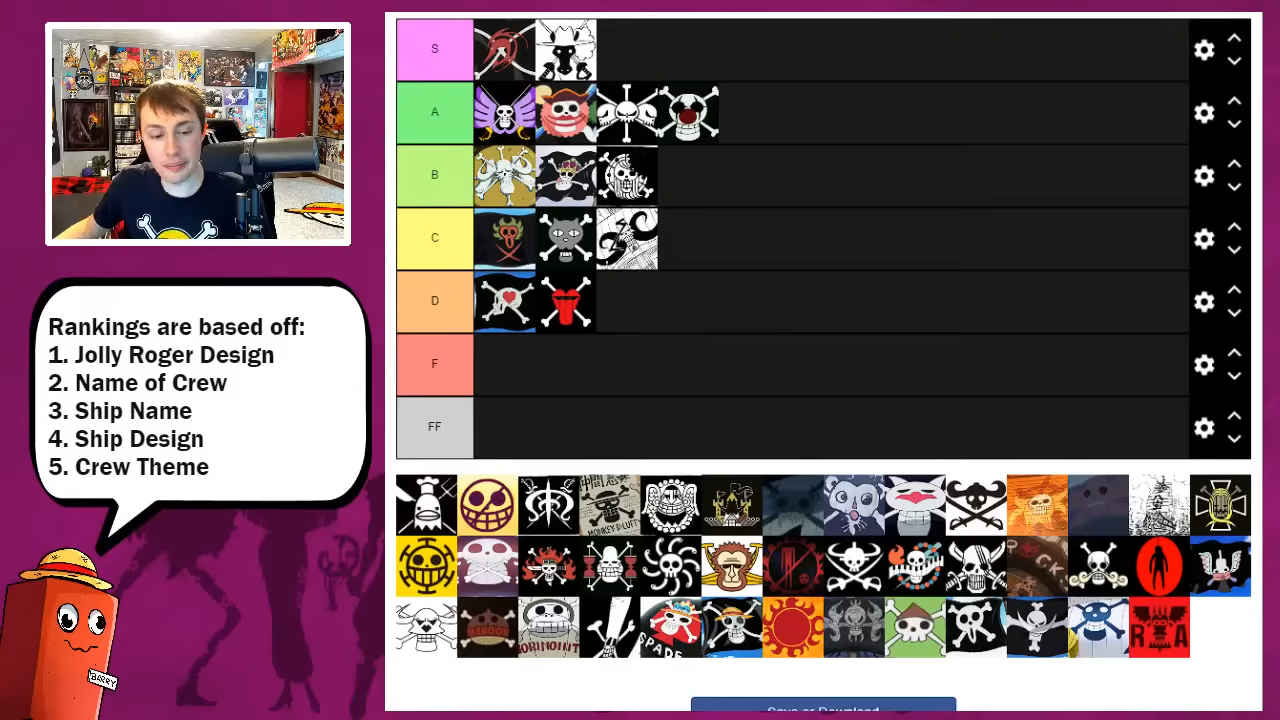 S
A
B
C
D
F
FF
Rankings are based off:
1. Jolly Roger Design
2. Name of Crew
3. Ship Name
4. Ship Design
5. Crew Theme
BARRY
SPADE
R A